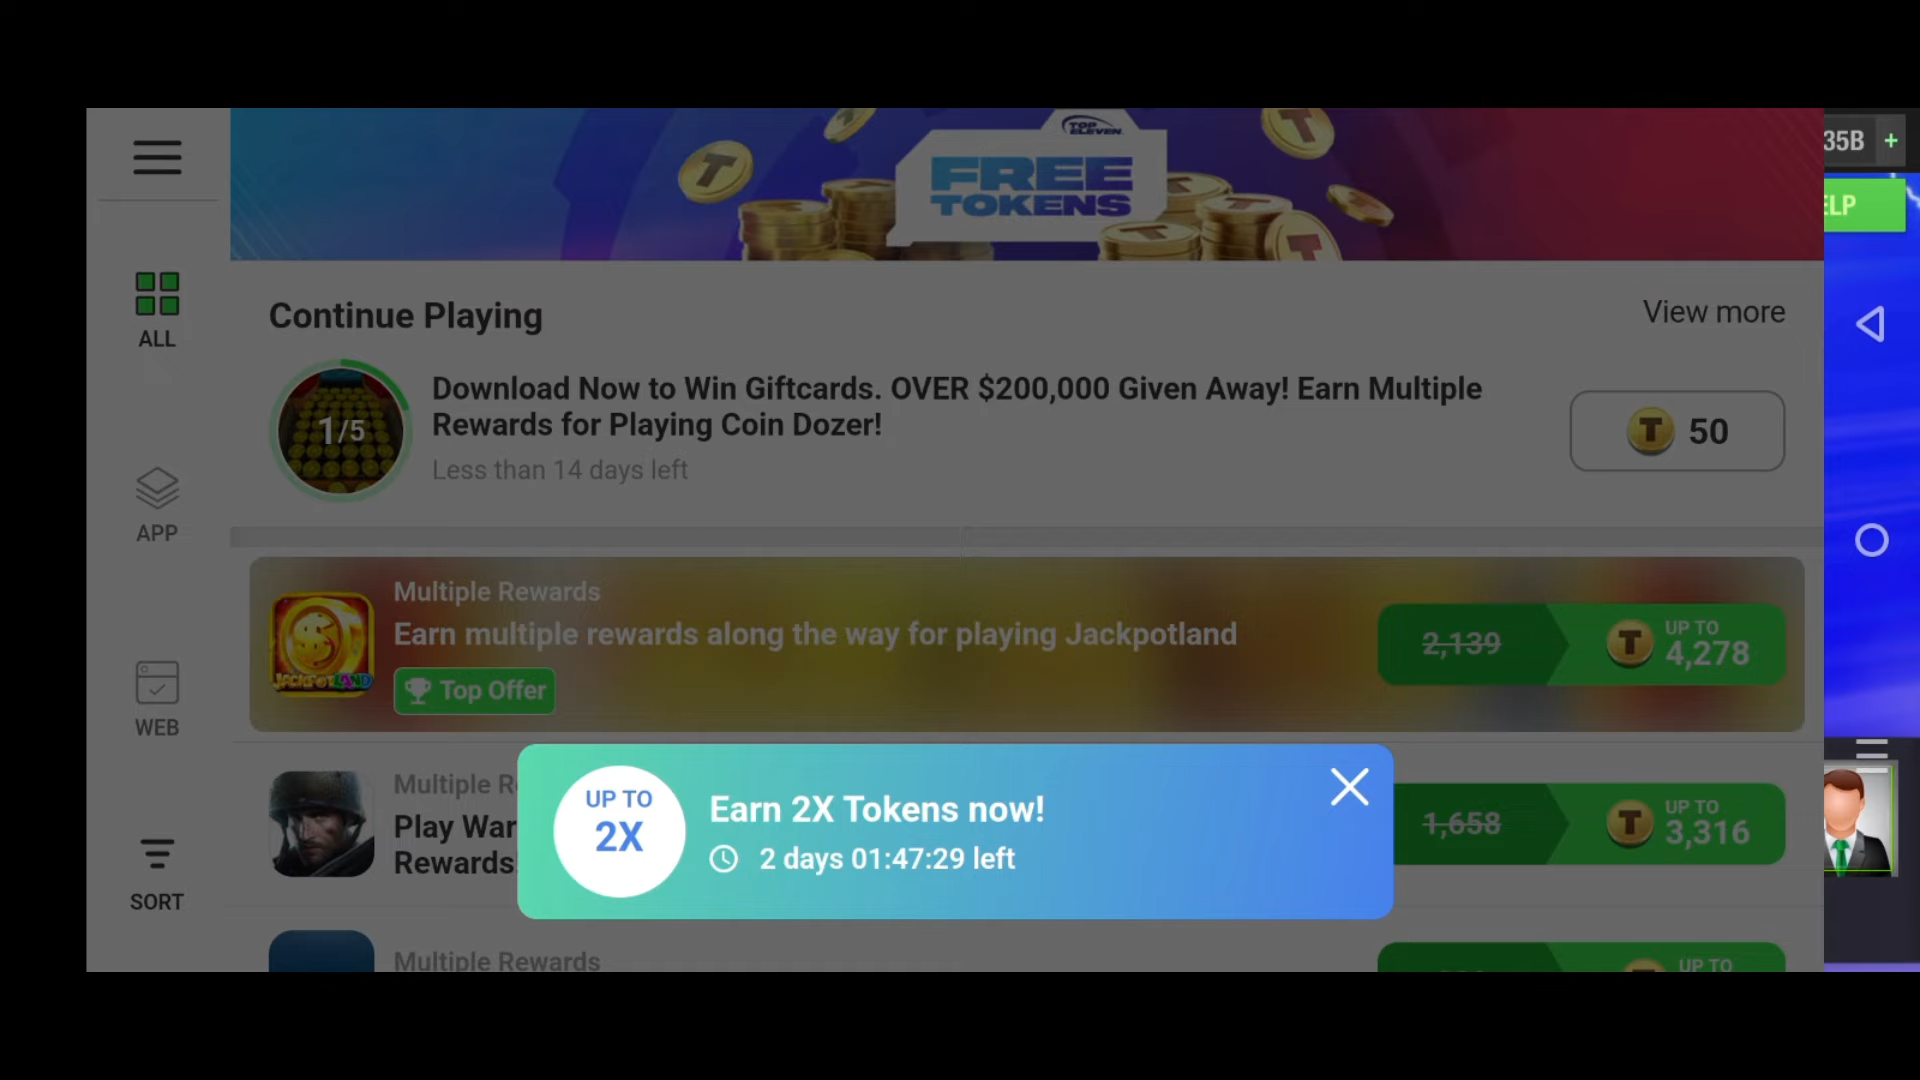 TOP ELEVEN
FREE
TOKENS
35B +
ELP
ALL
APP
WEB
SORT
Continue Playing
View more
1/5
Download Now to Win Giftcards. OVER $200,000 Given Away! Earn Multiple
Rewards for Playing Coin Dozer!
Less than 14 days left
T 50
JACKPOTLAND
Multiple Rewards
Earn multiple rewards along the way for playing Jackpotland
Top Offer
2,139
T UP TO
4,278
Multiple R
Play War
Rewards
1,658
T UP TO
3,316
UP TO
2X
Earn 2X Tokens now!
2 days 01:47:29 left
Multiple Rewards
UP TO